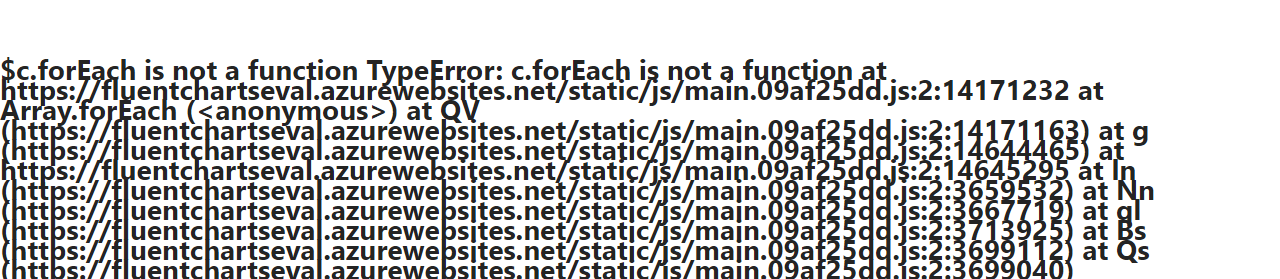 $c.forEach is not a function TypeError: c.forEach is not a function at
https://fluentchartseval.azurewebsites.net/static/js/main.09af25dd.js:2:14171232 at
Array.forEach (<anonymous>) at QV
(https://fluentchartseval.azurewebsites.net/static/js/main.09af25dd.js:2:14171163) at g
(https://fluentchartseval.azurewebsites.net/static/js/main.09af25dd.js:2:14644465) at
https://fluentchartseval.azurewebsites.net/static/js/main.09af25dd.js:2:14645295 at ln
(https://fluentchartseval.azurewebsites.net/static/js/main.09af25dd.js:2:3659532) at Nn
(https://fluentchartseval.azurewebsites.net/static/js/main.09af25dd.js:2:3667719) at gl
(https://fluentchartseval.azurewebsites.net/static/js/main.09af25dd.js:2:3713925) at Bs
(https://fluentchartseval.azurewebsites.net/static/js/main.09af25dd.js:2:3699112) at Qs
(https://fluentchartseval.azurewebsites.net/static/js/main.09af25dd.js:2:3699040)